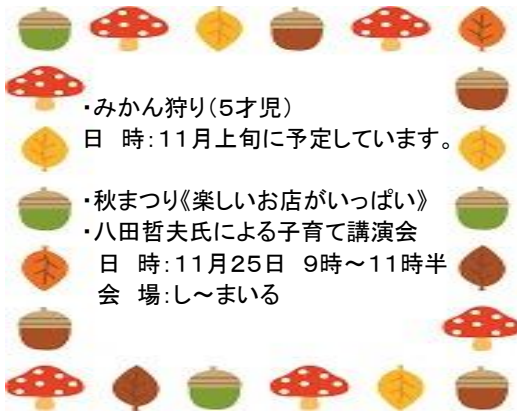 ・みかん狩り(5才児)
日　時：11月上旬に予定しています。
・秋まつり《楽しいお店がいっぱい》
・八田哲夫氏による子育て講演会
日　時：11月25日　9時～11時半
会　場：し～まいる